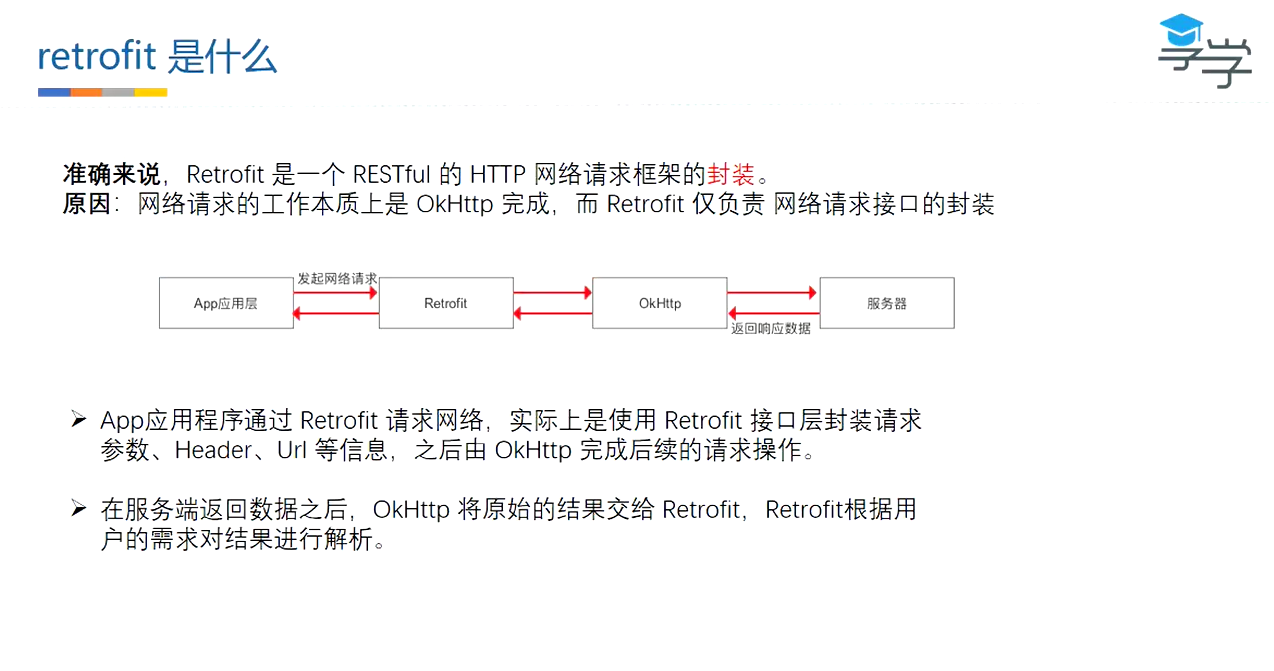 retrofit 是什么
享学
准确来说，Retrofit 是一个 RESTful 的 HTTP 网络请求框架的封装。
原因：网络请求的工作本质上是 OkHttp 完成，而 Retrofit 仅负责 网络请求接口的封装
发起网络请求
App应用层
Retrofit
OkHttp
服务器
返回响应数据
➢ App应用程序通过 Retrofit 请求网络，实际上是使用 Retrofit 接口层封装请求
参数、Header、Url 等信息，之后由 OkHttp 完成后续的请求操作。
➢ 在服务端返回数据之后，OkHttp 将原始的结果交给 Retrofit，Retrofit根据用
户的需求对结果进行解析。